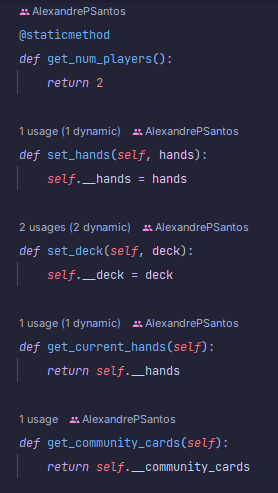 AlexandrePSantos
@staticmethod
def get_num_players():
    return 2
1 usage (1 dynamic) AlexandrePSantos
def set_hands(self, hands):
    self.__hands = hands
2 usages (2 dynamic) AlexandrePSantos
def set_deck(self, deck):
    self.__deck = deck
1 usage (1 dynamic) AlexandrePSantos
def get_current_hands(self):
    return self.__hands
1 usage AlexandrePSantos
def get_community_cards(self):
    return self.__community_cards